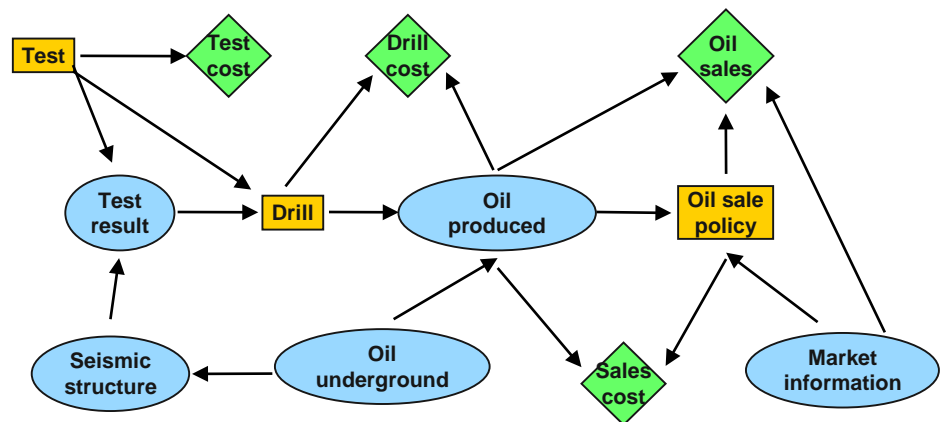 Test
Test
cost
Drill
cost
Oil
sales
Test
result
Drill
Oil
produced
Oil sale
policy
Seismic
structure
Oil
underground
Sales
cost
Market
information